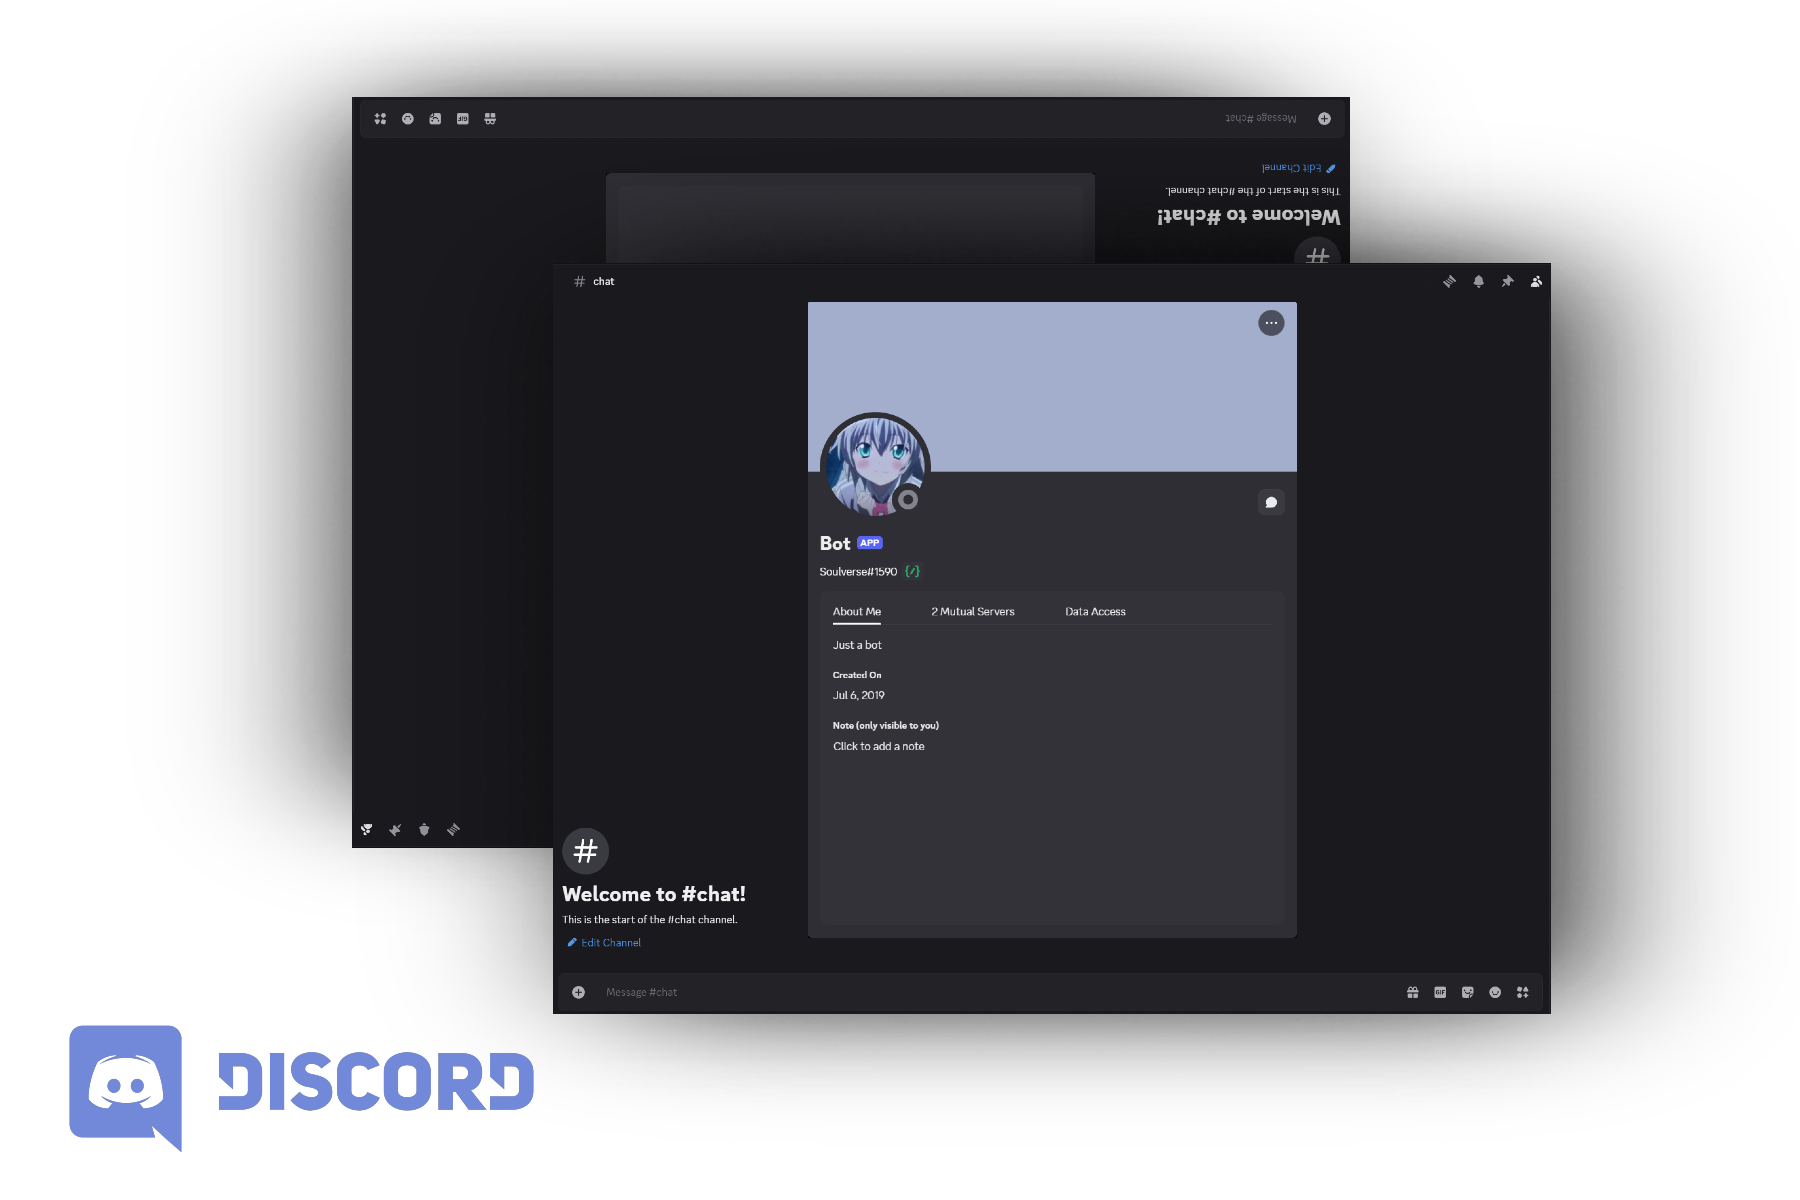 Message #chat
Edit Channel
This is the start of the #chat channel.
Welcome to #chat!
#
# chat
Bot APP
Soulverse#1590 {/}
About Me 2 Mutual Servers Data Access
Just a bot
Created On
Jul 6, 2019
Note (only visible to you)
Click to add a note
#
Welcome to #chat!
This is the start of the #chat channel.
Edit Channel
Message #chat
GIF
DISCORD